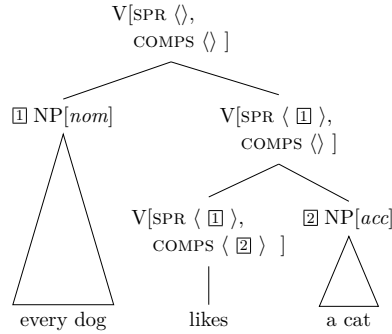 V[SPR ⟨⟩,
COMPS ⟨⟩ ]
1 NP[nom]
V[SPR ⟨ 1 ⟩,
COMPS ⟨⟩ ]
V[SPR ⟨ 1 ⟩,
COMPS ⟨ 2 ⟩ ]
2 NP[acc]
every dog
likes
a cat